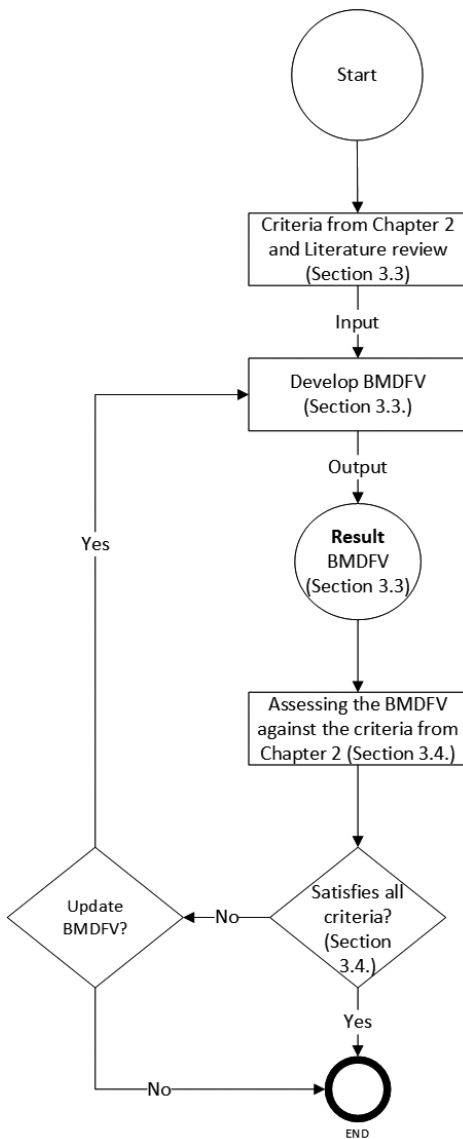 Start
Criteria from Chapter 2
and Literature review
(Section 3.3)
Input
Develop BMDFV
(Section 3.3.)
Output
Yes
Result
BMDFV
(Section 3.3)
Assessing the BMDFV
against the criteria from
Chapter 2 (Section 3.4.)
Satisfies all
criteria?
(Section
3.4.)
No
Update
BMDFV?
Yes
No
END